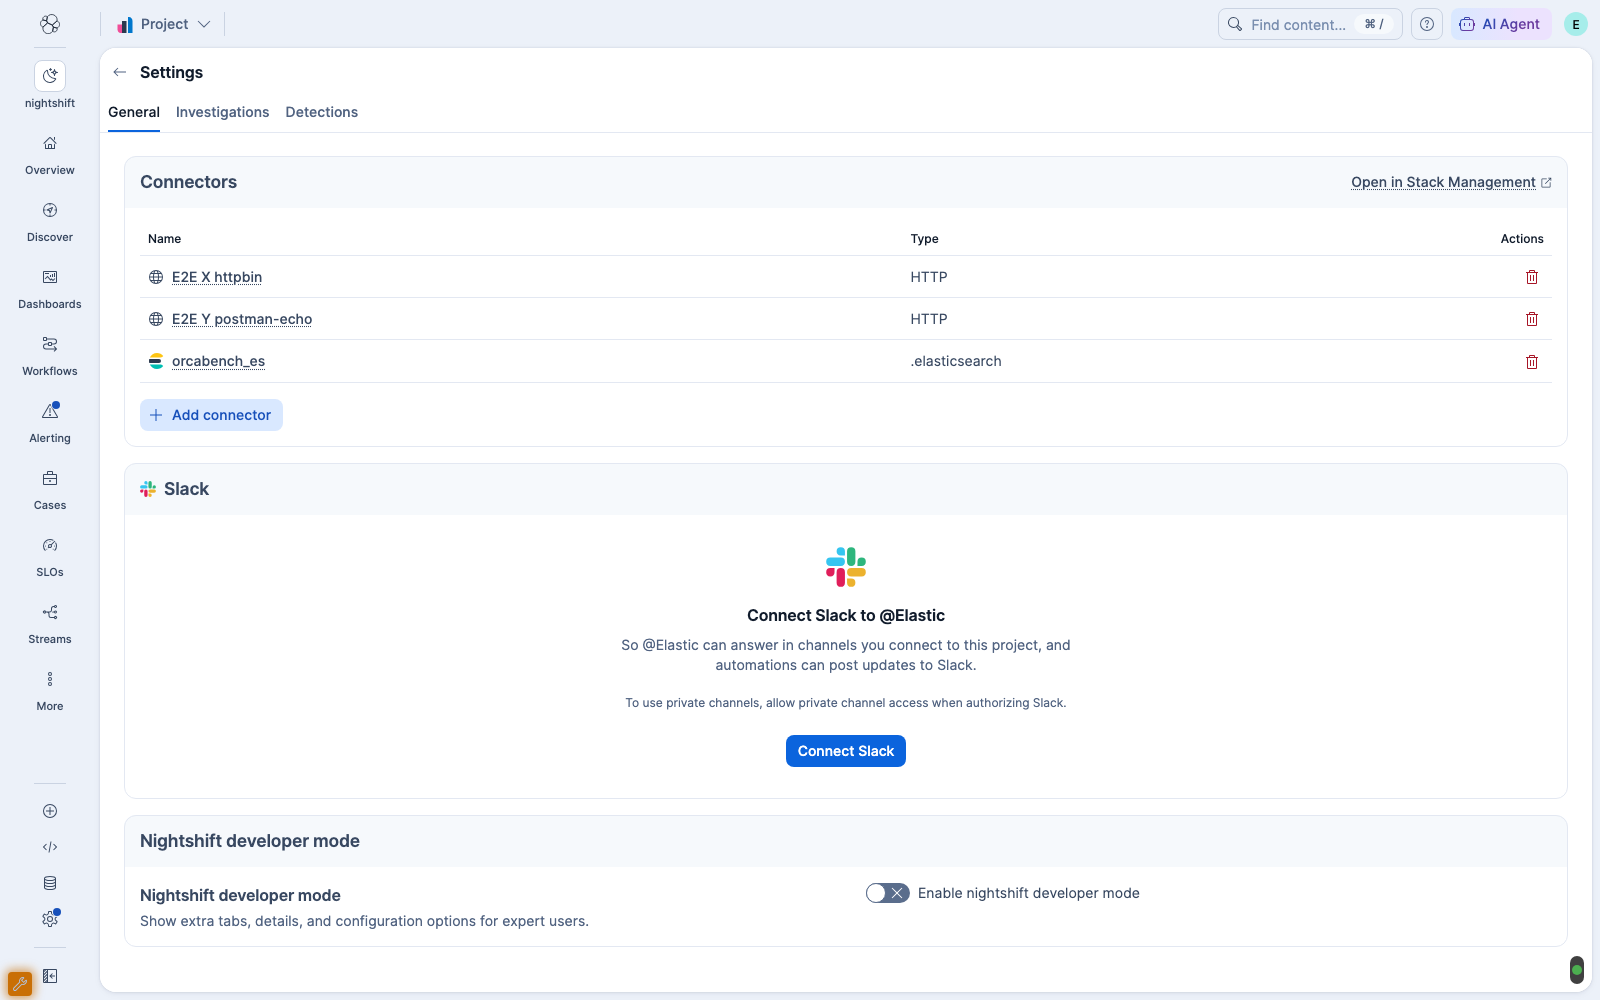 Project
Find content...
⌘ /
AI Agent
E
nightshift
Overview
Discover
Dashboards
Workflows
Alerting
Cases
SLOs
Streams
More
Settings
General
Investigations
Detections
Connectors
Open in Stack Management
Name
Type
Actions
E2E X httpbin
HTTP
E2E Y postman-echo
HTTP
orcabench_es
.elasticsearch
Add connector
Slack
Connect Slack to @Elastic
So @Elastic can answer in channels you connect to this project, and
automations can post updates to Slack.
To use private channels, allow private channel access when authorizing Slack.
Connect Slack
Nightshift developer mode
Nightshift developer mode
Show extra tabs, details, and configuration options for expert users.
Enable nightshift developer mode